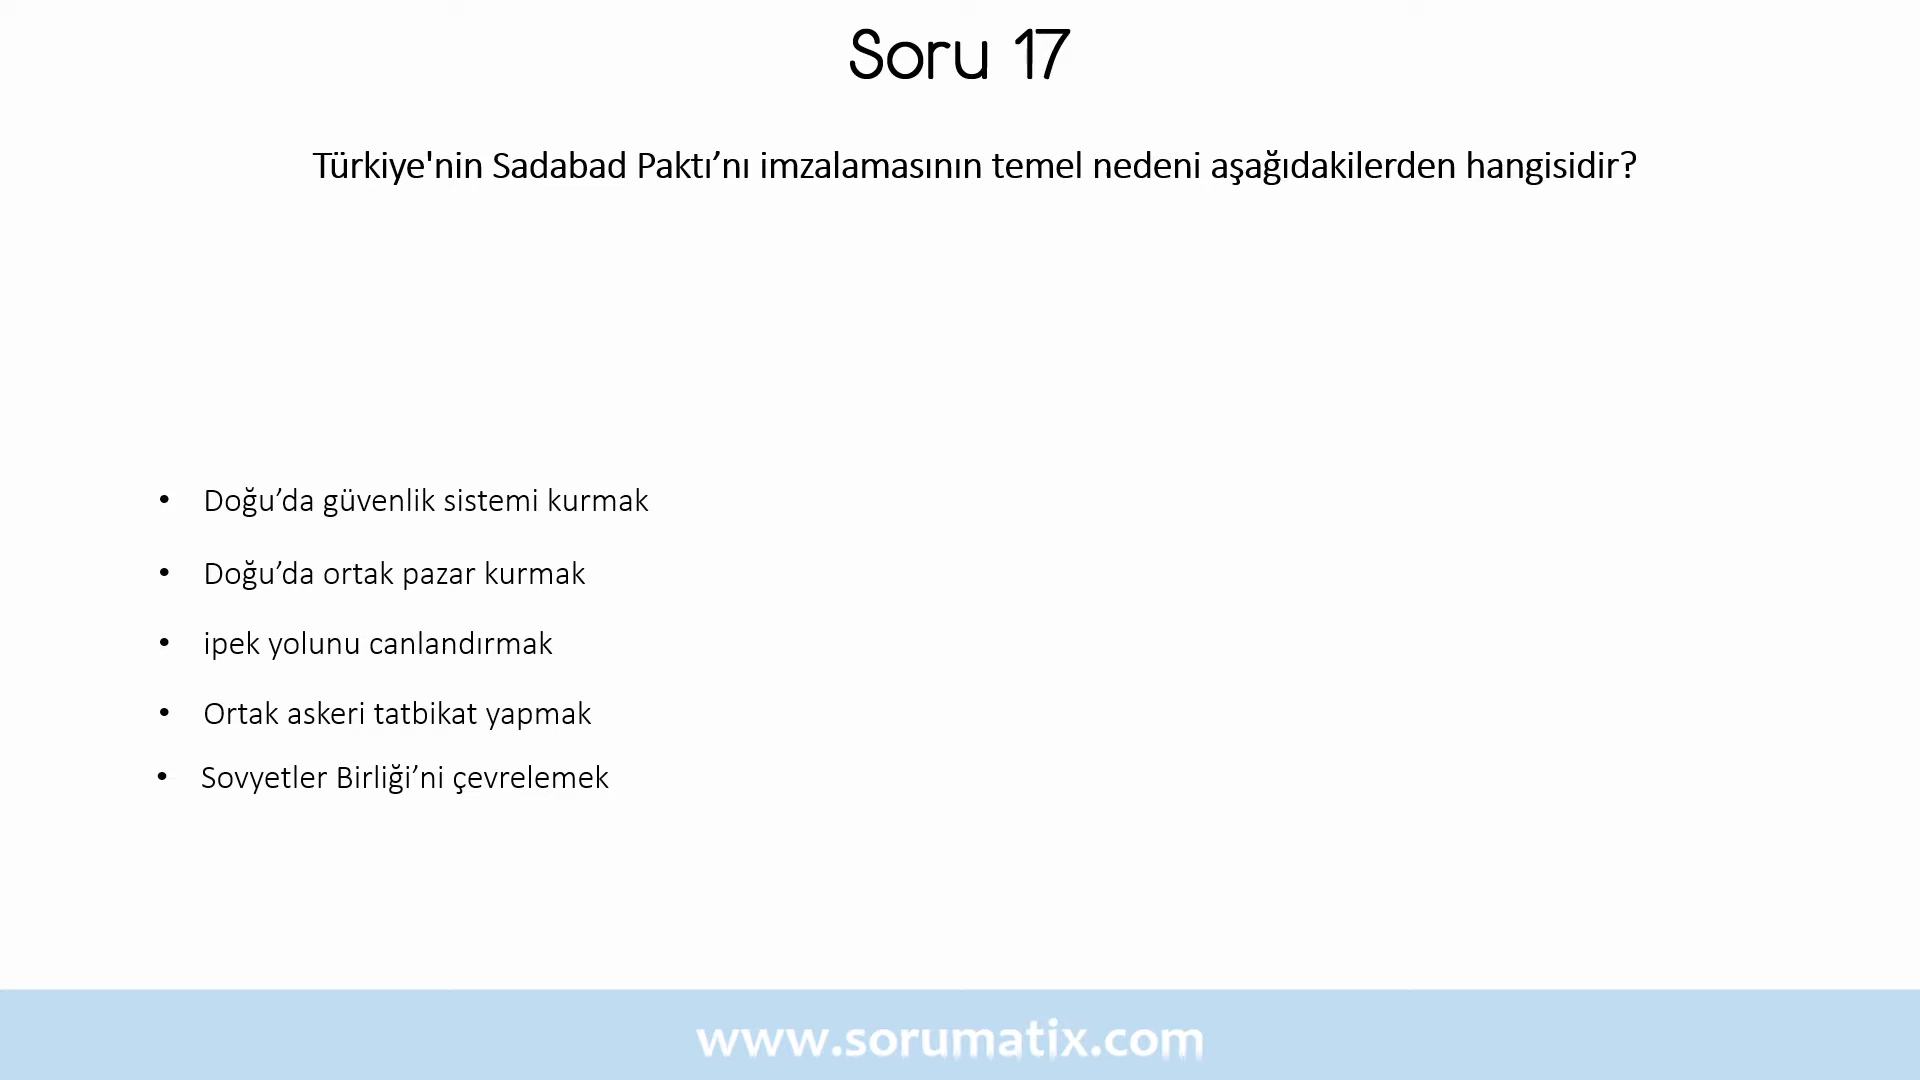 Soru 17
Türkiye'nin Sadabad Paktı’nı imzalamasının temel nedeni aşağıdakilerden hangisidir?
• Doğu’da güvenlik sistemi kurmak
• Doğu’da ortak pazar kurmak
• ipek yolunu canlandırmak
• Ortak askeri tatbikat yapmak
• Sovyetler Birliği’ni çevrelemek
www.sorumatix.com